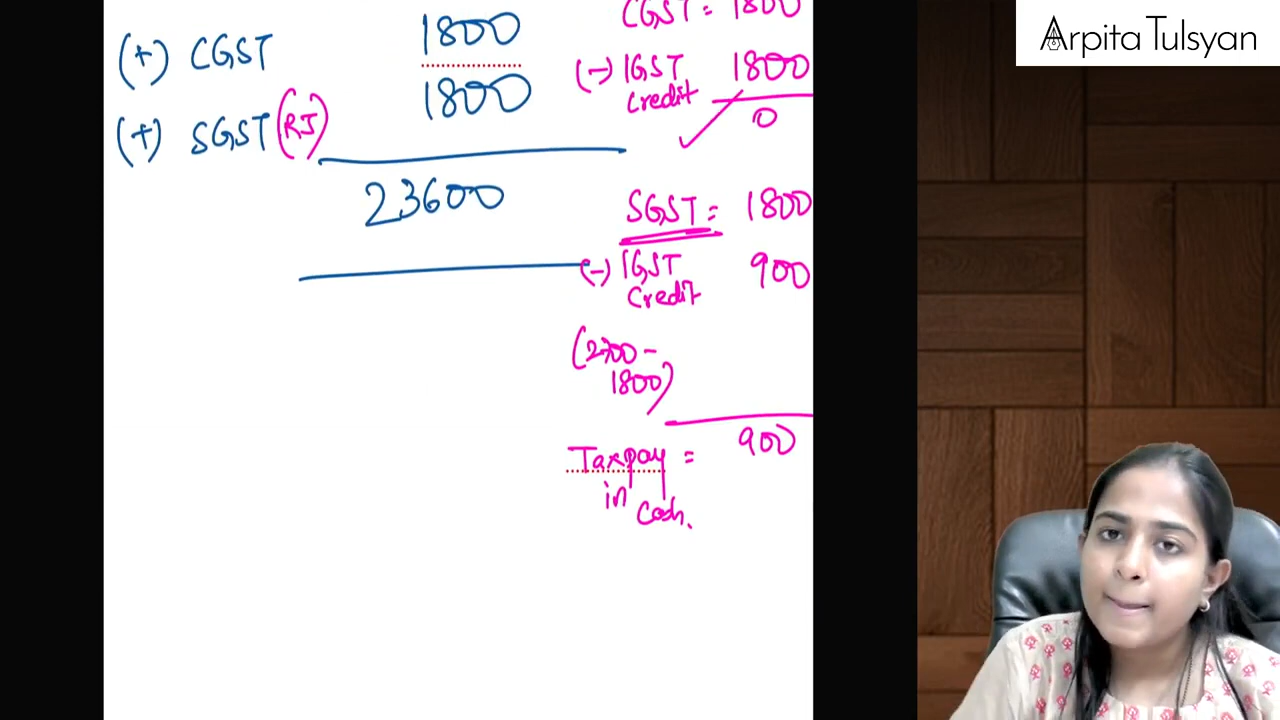 Arpita Tulsyan
(+) CGST 1800
(+) SGST (RJ) 1800
23600
CGST = 1800
(-) IGST 1800
Credit
0
SGST = 1800
(-) IGST 900
Credit
(2700 -
1800)
Taxpay = 900
in
Cash.